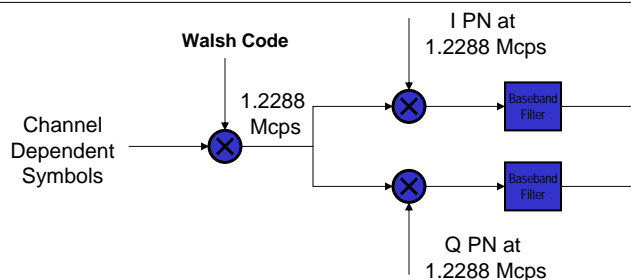 I PN at
1.2288 Mcps
Walsh Code
1.2288
Mcps
Baseband
Filter
Channel
Dependent
Symbols
Baseband
Filter
Q PN at
1.2288 Mcps